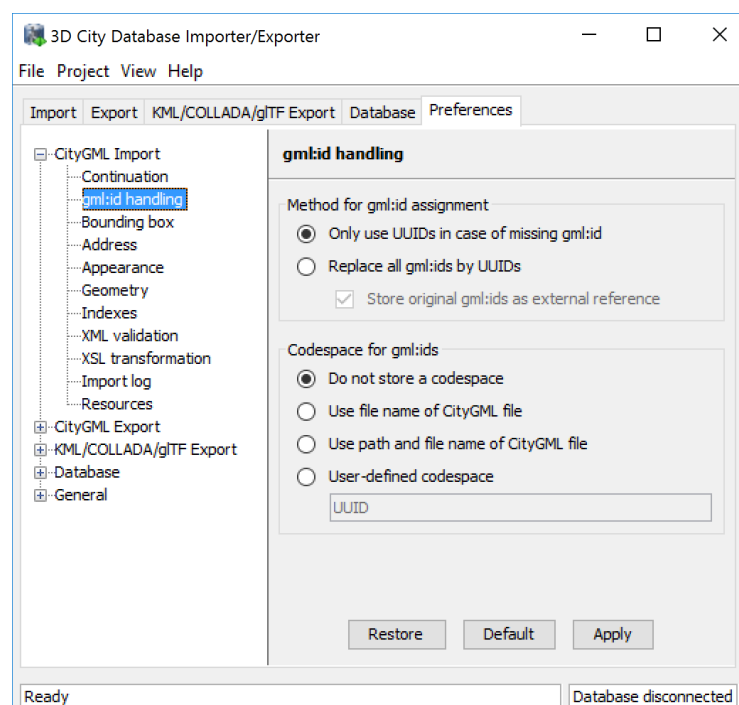 3D City Database Importer/Exporter
File Project View Help
Import Export KML/COLLADA/glTF Export Database Preferences
CityGML Import
Continuation
gml:id handling
Bounding box
Address
Appearance
Geometry
Indexes
XML validation
XSL transformation
Import log
Resources
CityGML Export
KML/COLLADA/glTF Export
Database
General
gml:id handling
Method for gml:id assignment
Only use UUIDs in case of missing gml:id
Replace all gml:ids by UUIDs
Store original gml:ids as external reference
Codespace for gml:ids
Do not store a codespace
Use file name of CityGML file
Use path and file name of CityGML file
User-defined codespace
UUID
Restore Default Apply
Ready Database disconnected